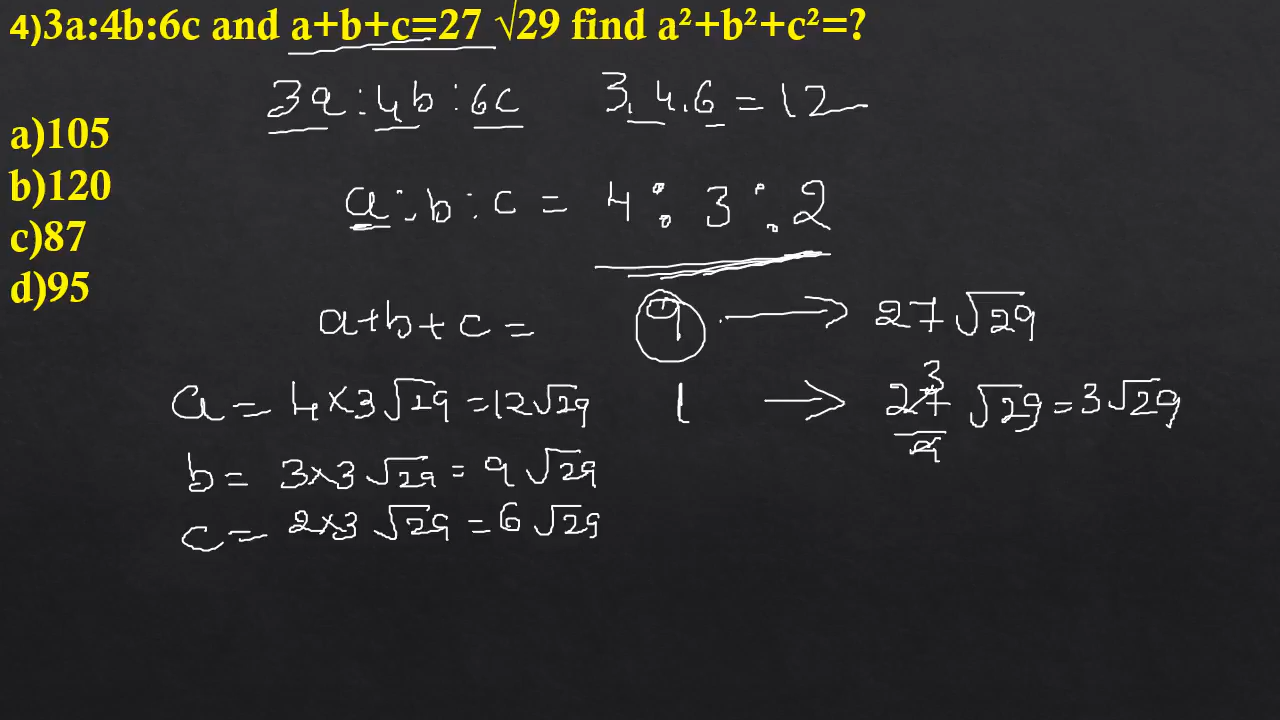 4)3a:4b:6c and a+b+c=27 √29 find a²+b²+c²=?
3a:4b:6c 3,4,6=12
a)105
b)120
a:b:c = 4:3:2
c)87
d)95
a+b+c= 9 → 27√29
a = 4×3√29=12√29 1 → 27/9 3 √29=3√29
b= 3×3√29=9√29
c= 2×3√29=6√29